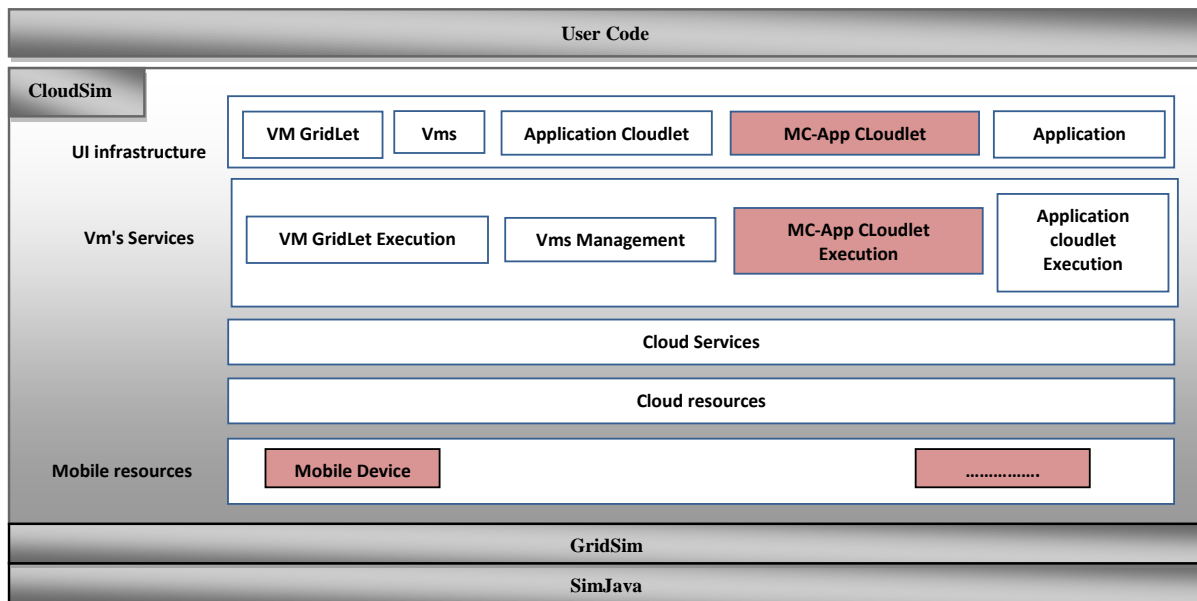 User Code
CloudSim
UI infrastructure
VM GridLet
Vms
Application Cloudlet
MC-App CLoudlet
Application
Vm's Services
VM GridLet Execution
Vms Management
MC-App CLoudlet
Execution
Application
cloudlet
Execution
Cloud Services
Cloud resources
Mobile resources
Mobile Device
…………….
GridSim
SimJava